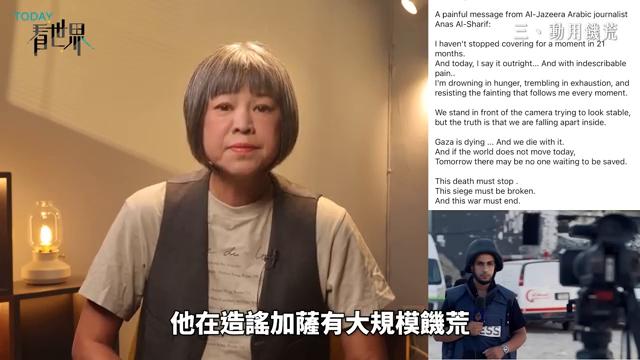 TODAY
看世界
三、動用饑荒
A painful message from Al-Jazeera Arabic journalist
Anas Al-Sharif:
I haven't stopped covering for a moment in 21
months.
And today, I say it outright... And with indescribable
pain..
I'm drowning in hunger, trembling in exhaustion, and
resisting the fainting that follows me every moment.
We stand in front of the camera trying to look stable,
but the truth is that we are falling apart inside.
Gaza is dying ... And we die with it.
And if the world does not move today,
Tomorrow there may be no one waiting to be saved.
This death must stop .
This siege must be broken.
And this war must end.
他在造謠加薩有大規模饑荒